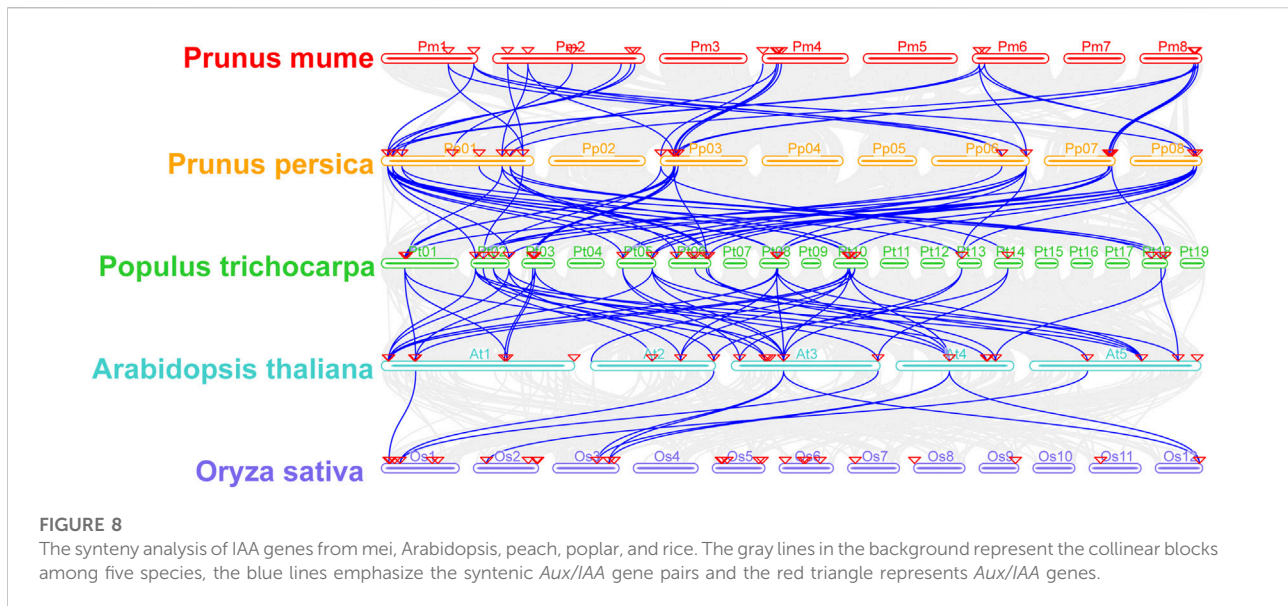 Pm1 Pm2 Pm3 Pm4 Pm5 Pm6 Pm7 Pm8
Prunus mume
Pp01 Pp02 Pp03 Pp04 Pp05 Pp06 Pp07 Pp08
Prunus persica
Pt01 Pt02 Pt03 Pt04 Pt05 Pt06 Pt07 Pt08 Pt09 Pt10 Pt11 Pt12 Pt13 Pt14 Pt15 Pt16 Pt17 Pt18 Pt19
Populus trichocarpa
At1 At2 At3 At4 At5
Arabidopsis thaliana
Os1 Os2 Os3 Os4 Os5 Os6 Os7 Os8 Os9 Os10 Os11 Os12
Oryza sativa
FIGURE 8
The synteny analysis of IAA genes from mei, Arabidopsis, peach, poplar, and rice. The gray lines in the background represent the collinear blocks
among five species, the blue lines emphasize the syntenic Aux/IAA gene pairs and the red triangle represents Aux/IAA genes.